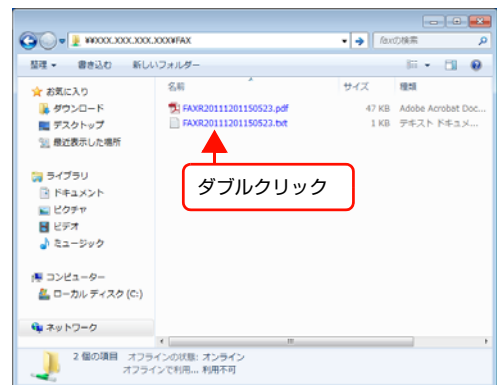 ¥¥XXX.XXX.XXX.XXX¥FAX
faxの検索
整理 書き込む 新しいフォルダー
お気に入り
ダウンロード
デスクトップ
最近表示した場所
ライブラリ
ドキュメント
ピクチャ
ビデオ
ミュージック
コンピューター
ローカル ディスク (C:)
ネットワーク
名前 サイズ 種類
FAXR20111201150523.pdf 47 KB Adobe Acrobat Doc...
FAXR20111201150523.txt 1 KB テキスト ドキュメ...
ダブルクリック
2 個の項目 オフラインの状態: オンライン
オフラインで利用... 利用不可